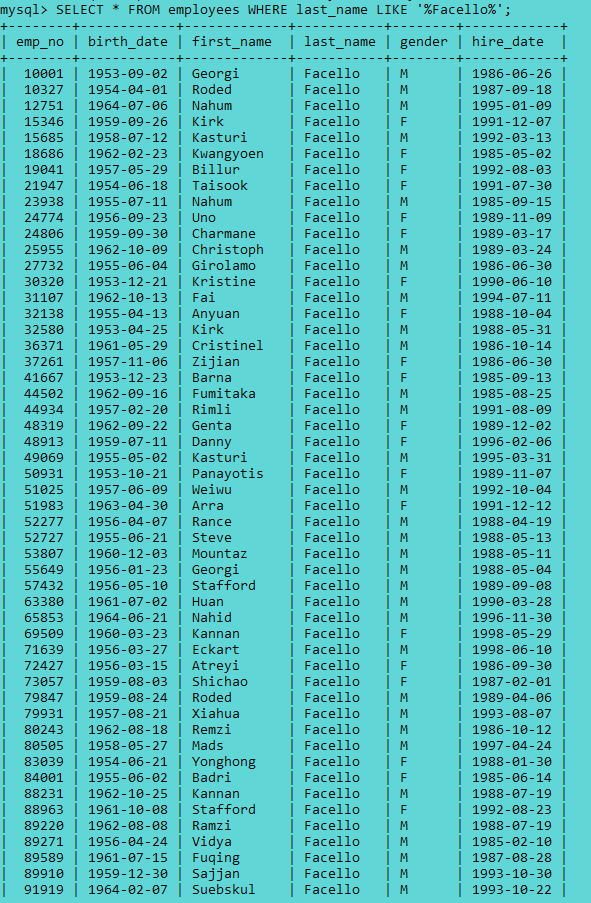 mysql> SELECT * FROM employees WHERE last_name LIKE '%Facello%';
+--------+------------+------------+-----------+--------+------------+
| emp_no | birth_date | first_name | last_name | gender | hire_date  |
+--------+------------+------------+-----------+--------+------------+
|  10001 | 1953-09-02 | Georgi     | Facello   | M      | 1986-06-26 |
|  10327 | 1954-04-01 | Roded      | Facello   | M      | 1987-09-18 |
|  12751 | 1964-07-06 | Nahum      | Facello   | M      | 1995-01-09 |
|  15346 | 1959-09-26 | Kirk       | Facello   | F      | 1991-12-07 |
|  15685 | 1958-07-12 | Kasturi    | Facello   | M      | 1992-03-13 |
|  18686 | 1962-02-23 | Kwangyoen  | Facello   | F      | 1985-05-02 |
|  19041 | 1957-05-29 | Billur     | Facello   | F      | 1992-08-03 |
|  21947 | 1954-06-18 | Taisook    | Facello   | F      | 1991-07-30 |
|  23938 | 1955-07-11 | Nahum      | Facello   | M      | 1985-09-15 |
|  24774 | 1956-09-23 | Uno        | Facello   | F      | 1989-11-09 |
|  24806 | 1959-09-30 | Charmane   | Facello   | F      | 1989-03-17 |
|  25955 | 1962-10-09 | Christoph  | Facello   | M      | 1989-03-24 |
|  27732 | 1955-06-04 | Girolamo   | Facello   | M      | 1986-06-30 |
|  30320 | 1953-12-21 | Kristine   | Facello   | F      | 1990-06-10 |
|  31107 | 1962-10-13 | Fai        | Facello   | M      | 1994-07-11 |
|  32138 | 1955-04-13 | Anyuan     | Facello   | F      | 1988-10-04 |
|  32580 | 1953-04-25 | Kirk       | Facello   | M      | 1988-05-31 |
|  36371 | 1961-05-29 | Cristinel  | Facello   | M      | 1986-10-14 |
|  37261 | 1957-11-06 | Zijian     | Facello   | F      | 1986-06-30 |
|  41667 | 1953-12-23 | Barna      | Facello   | F      | 1985-09-13 |
|  44502 | 1962-09-16 | Fumitaka   | Facello   | M      | 1985-08-25 |
|  44934 | 1957-02-20 | Rimli      | Facello   | M      | 1991-08-09 |
|  48319 | 1962-09-22 | Genta      | Facello   | F      | 1989-12-02 |
|  48913 | 1959-07-11 | Danny      | Facello   | F      | 1996-02-06 |
|  49069 | 1955-05-02 | Kasturi    | Facello   | M      | 1995-03-31 |
|  50931 | 1953-10-21 | Panayotis  | Facello   | F      | 1989-11-07 |
|  51025 | 1957-06-09 | Weiwu      | Facello   | M      | 1992-10-04 |
|  51983 | 1963-04-30 | Arra       | Facello   | F      | 1991-12-12 |
|  52277 | 1956-04-07 | Rance      | Facello   | M      | 1988-04-19 |
|  52727 | 1955-06-21 | Steve      | Facello   | M      | 1988-05-13 |
|  53807 | 1960-12-03 | Mountaz    | Facello   | M      | 1988-05-11 |
|  55649 | 1956-01-23 | Georgi     | Facello   | M      | 1988-05-04 |
|  57432 | 1956-05-10 | Stafford   | Facello   | M      | 1989-09-08 |
|  63380 | 1961-07-02 | Huan       | Facello   | M      | 1990-03-28 |
|  65853 | 1964-06-21 | Nahid      | Facello   | M      | 1996-11-30 |
|  69509 | 1960-03-23 | Kannan     | Facello   | F      | 1998-05-29 |
|  71639 | 1956-03-27 | Eckart     | Facello   | M      | 1998-06-10 |
|  72427 | 1956-03-15 | Atreyi     | Facello   | F      | 1986-09-30 |
|  73057 | 1959-08-03 | Shichao    | Facello   | F      | 1987-02-01 |
|  79847 | 1959-08-24 | Roded      | Facello   | M      | 1989-04-06 |
|  79931 | 1957-08-21 | Xiahua     | Facello   | M      | 1993-08-07 |
|  80243 | 1962-08-18 | Remzi      | Facello   | M      | 1986-10-12 |
|  80505 | 1958-05-27 | Mads       | Facello   | M      | 1997-04-24 |
|  83039 | 1954-06-21 | Yonghong   | Facello   | F      | 1988-01-30 |
|  84001 | 1955-06-02 | Badri      | Facello   | F      | 1985-06-14 |
|  88231 | 1962-10-25 | Kannan     | Facello   | M      | 1988-07-19 |
|  88963 | 1961-10-08 | Stafford   | Facello   | F      | 1992-08-23 |
|  89220 | 1962-08-08 | Ramzi      | Facello   | M      | 1988-07-19 |
|  89271 | 1956-04-24 | Vidya      | Facello   | M      | 1985-02-10 |
|  89589 | 1961-07-15 | Fuqing     | Facello   | M      | 1987-08-28 |
|  89910 | 1959-12-30 | Sajjan     | Facello   | M      | 1993-10-30 |
|  91919 | 1964-02-07 | Suebskul   | Facello   | M      | 1993-10-22 |